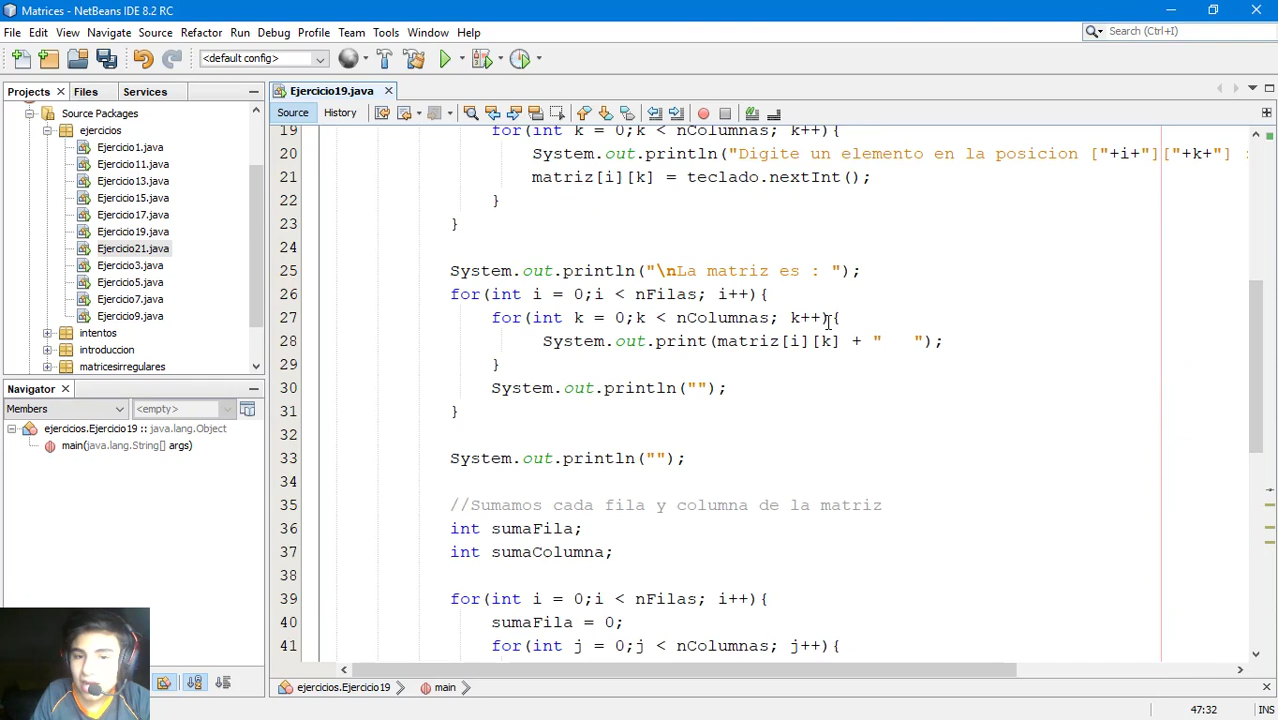 Matrices - NetBeans IDE 8.2 RC
File Edit View Navigate Source Refactor Run Debug Profile Team Tools Window Help
Search (Ctrl+I)
<default config>
Projects Files Services
Ejercicio19.java
Source History
Source Packages
ejercicios
Ejercicio1.java
Ejercicio11.java
Ejercicio13.java
Ejercicio15.java
Ejercicio17.java
Ejercicio19.java
Ejercicio21.java
Ejercicio3.java
Ejercicio5.java
Ejercicio7.java
Ejercicio9.java
intentos
introduccion
matricesirregulares
Navigator
Members <empty>
ejercicios.Ejercicio19 :: java.lang.Object
main(java.lang.String[] args)
19 for(int k = 0;k < nColumnas; k++){
20 System.out.println("Digite un elemento en la posicion ["+i+"]["+k+"] :
21 matriz[i][k] = teclado.nextInt();
22 }
23 }
24
25 System.out.println("\nLa matriz es : ");
26 for(int i = 0;i < nFilas; i++){
27 for(int k = 0;k < nColumnas; k++){
28 System.out.print(matriz[i][k] + "   ");
29 }
30 System.out.println("");
31 }
32
33 System.out.println("");
34
35 //Sumamos cada fila y columna de la matriz
36 int sumaFila;
37 int sumaColumna;
38
39 for(int i = 0;i < nFilas; i++){
40 sumaFila = 0;
41 for(int j = 0;j < nColumnas; j++){
ejercicios.Ejercicio19 main
47:32 INS